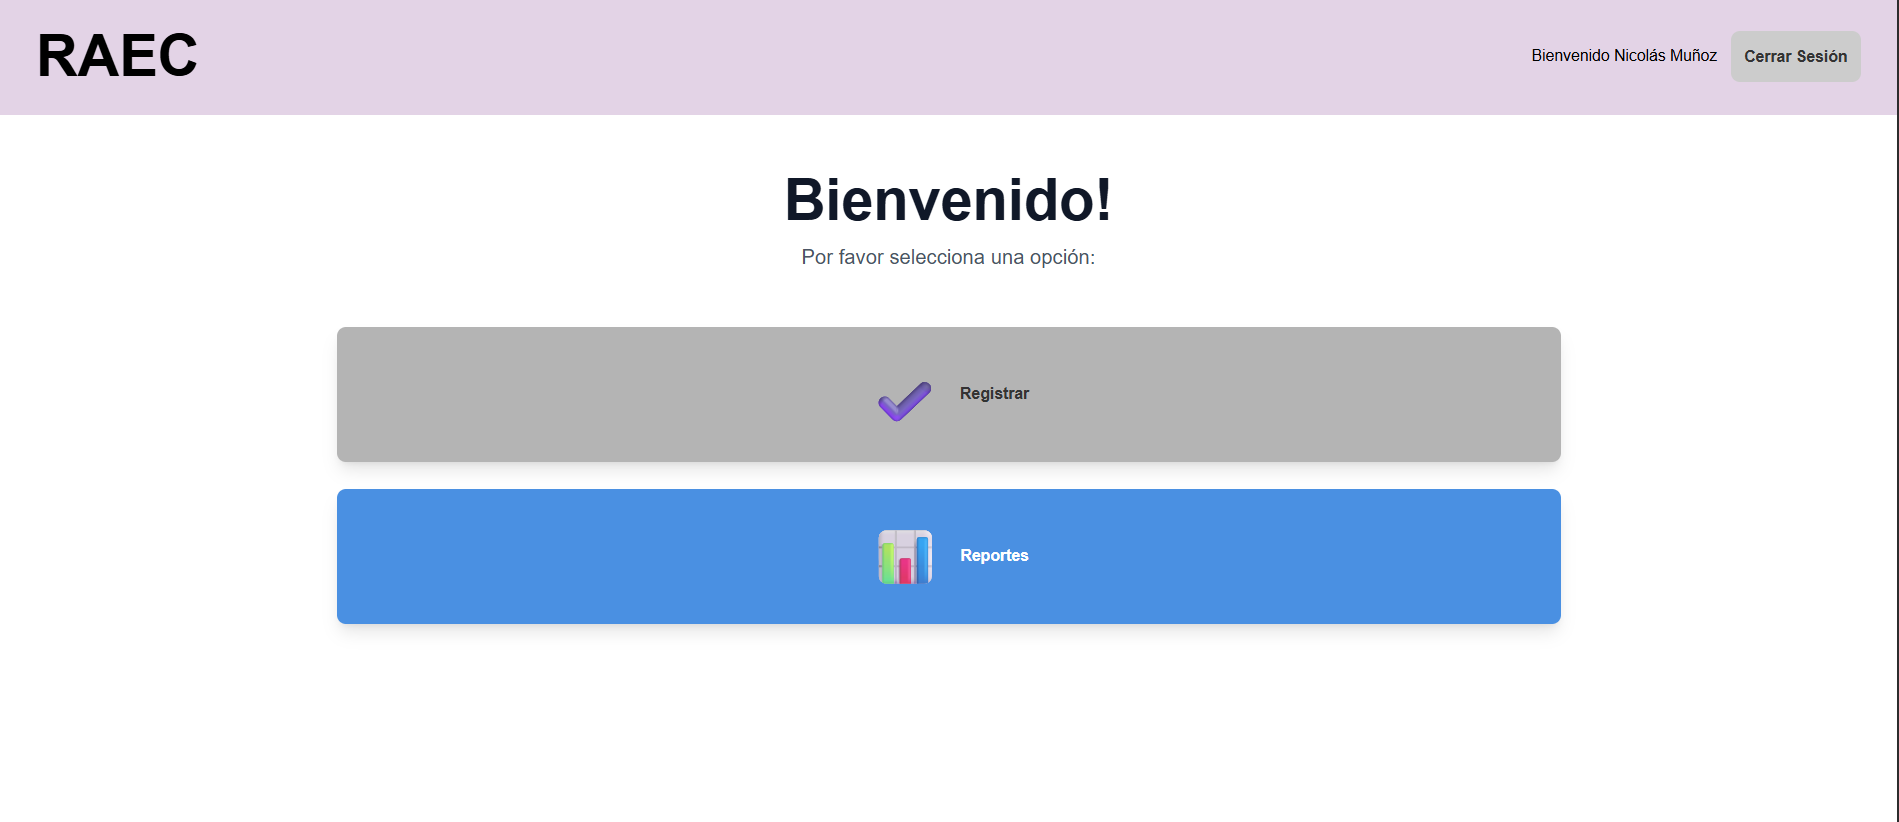 RAEC
Bienvenido Nicolás Muñoz
Cerrar Sesión
Bienvenido!
Por favor selecciona una opción:
Registrar
Reportes